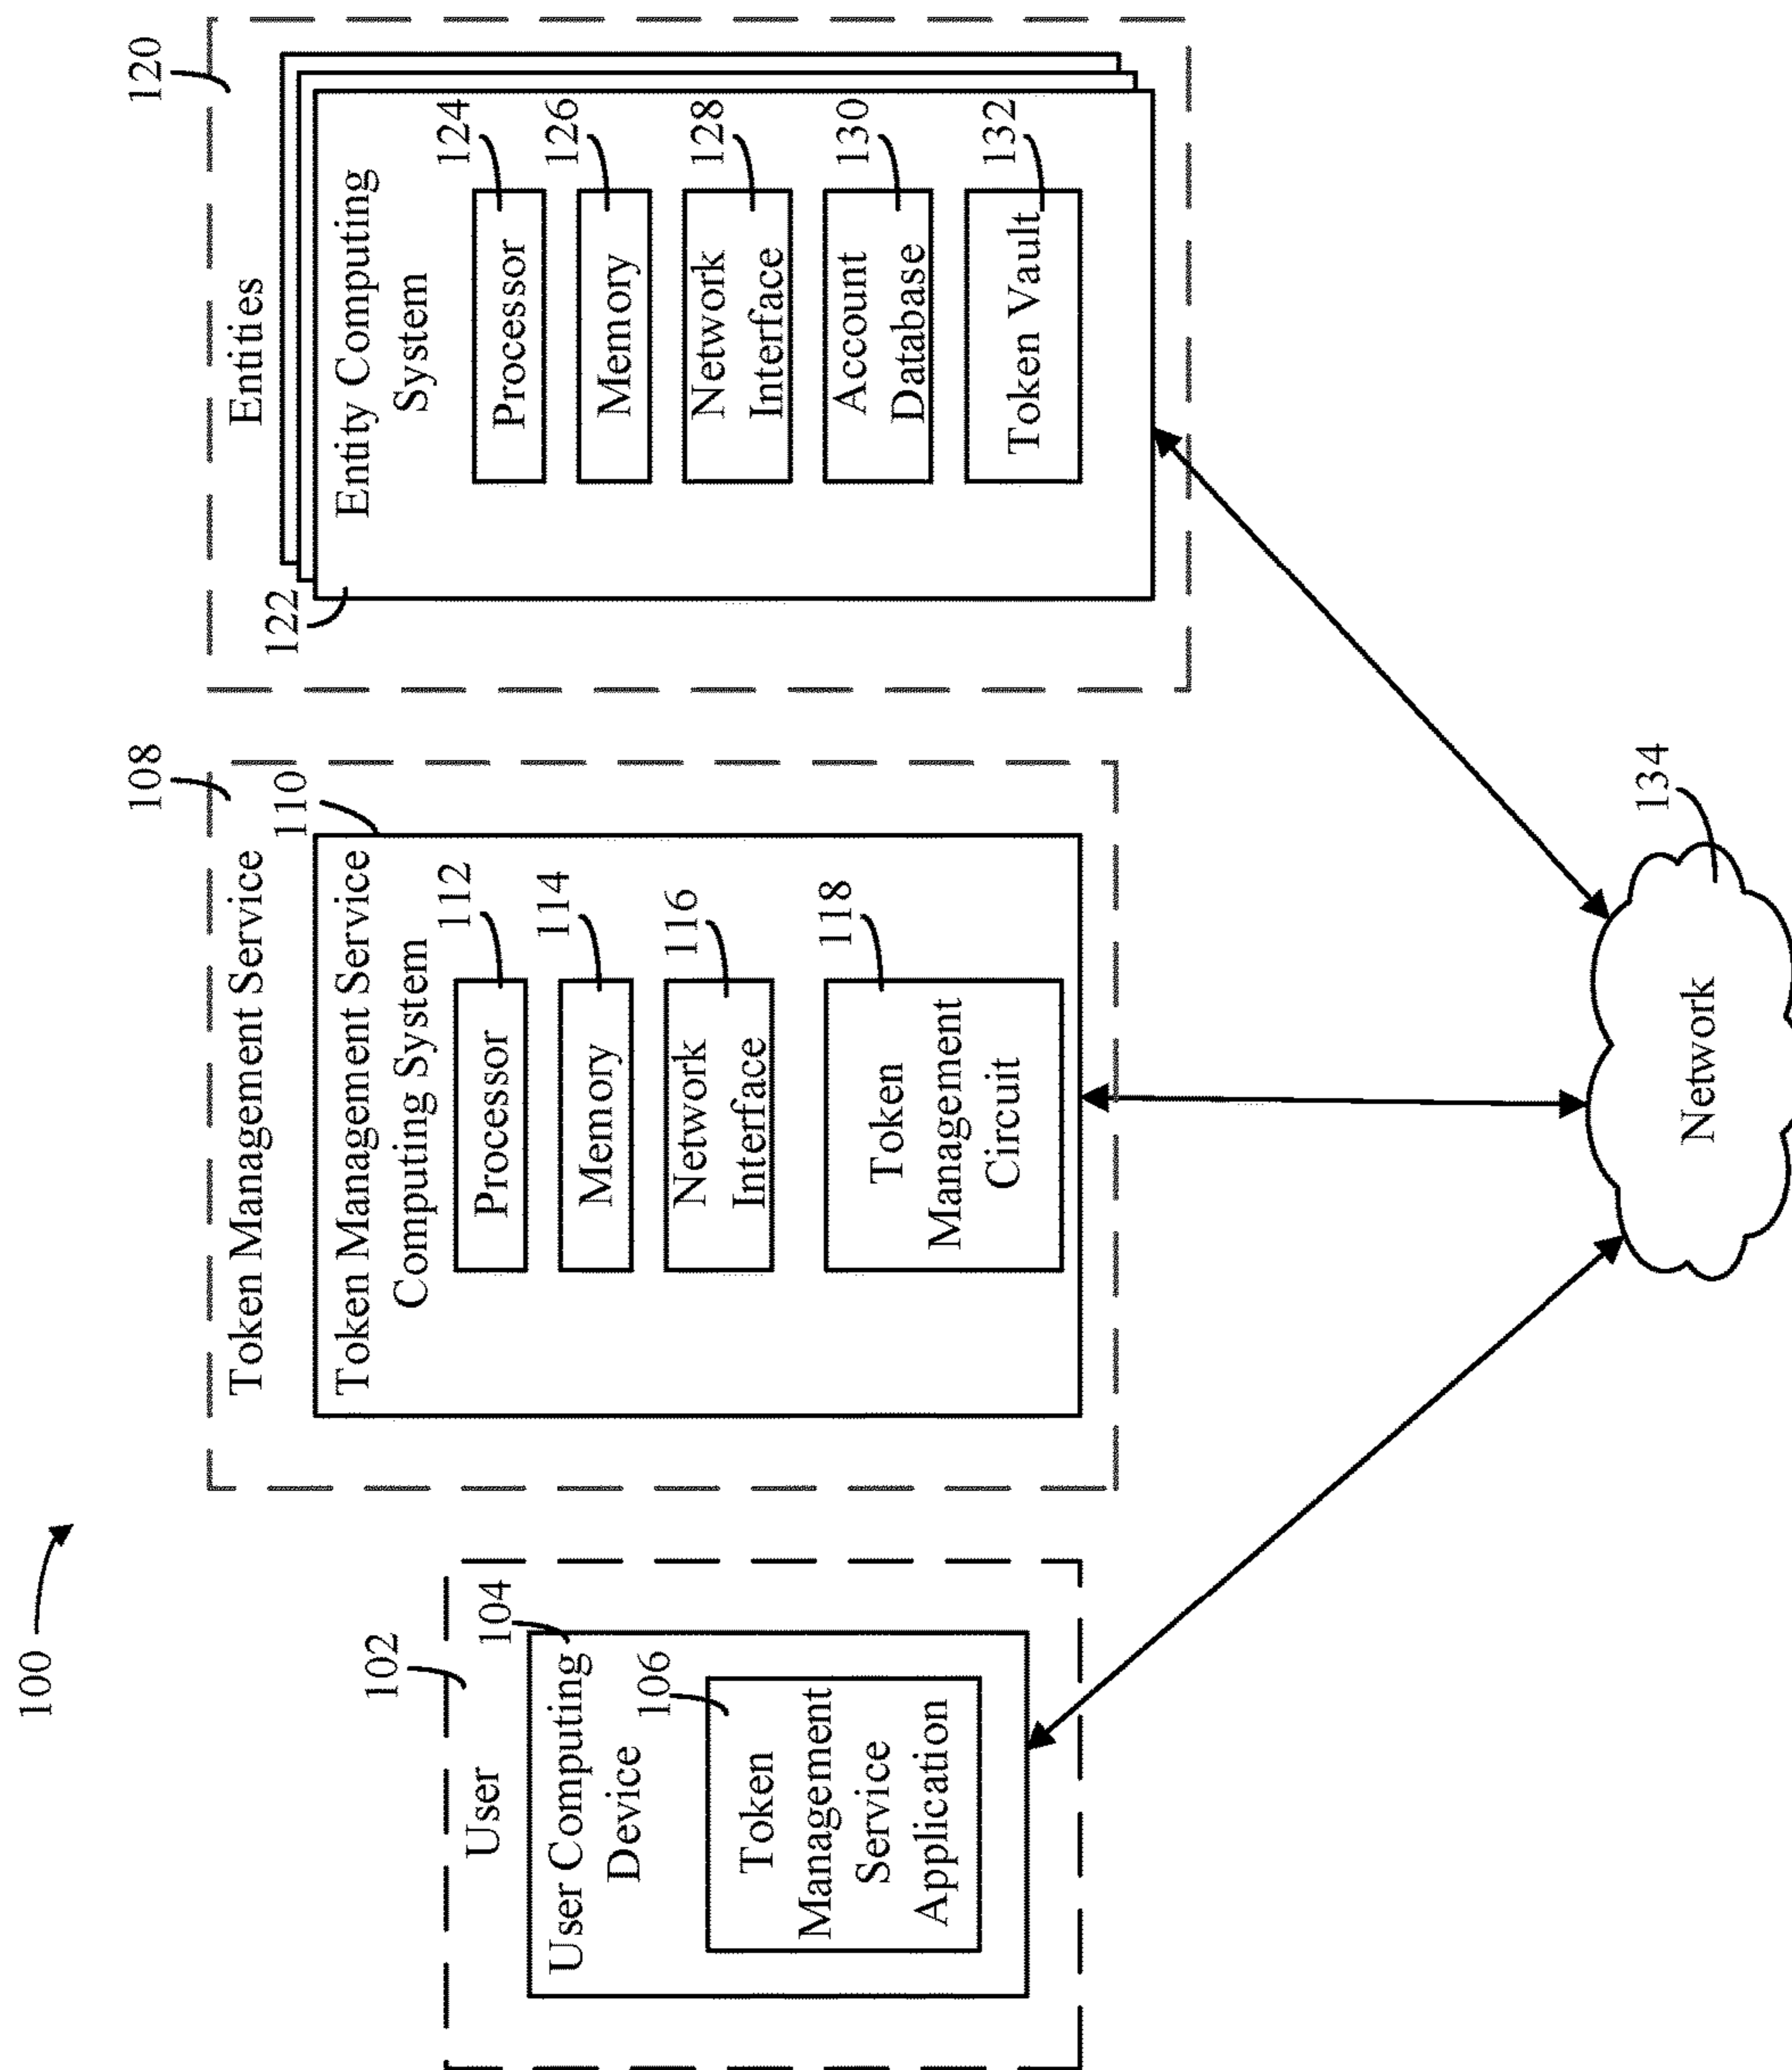 100
102
User
104
User Computing
Device
106
Token
Management
Service
Application
108
Token Management Service
110
Token Management Service
Computing System
112
Processor
114
Memory
116
Network
Interface
118
Token
Management
Circuit
120
Entities
122
Entity Computing
System
124
Processor
126
Memory
128
Network
Interface
130
Account
Database
132
Token Vault
134
Network